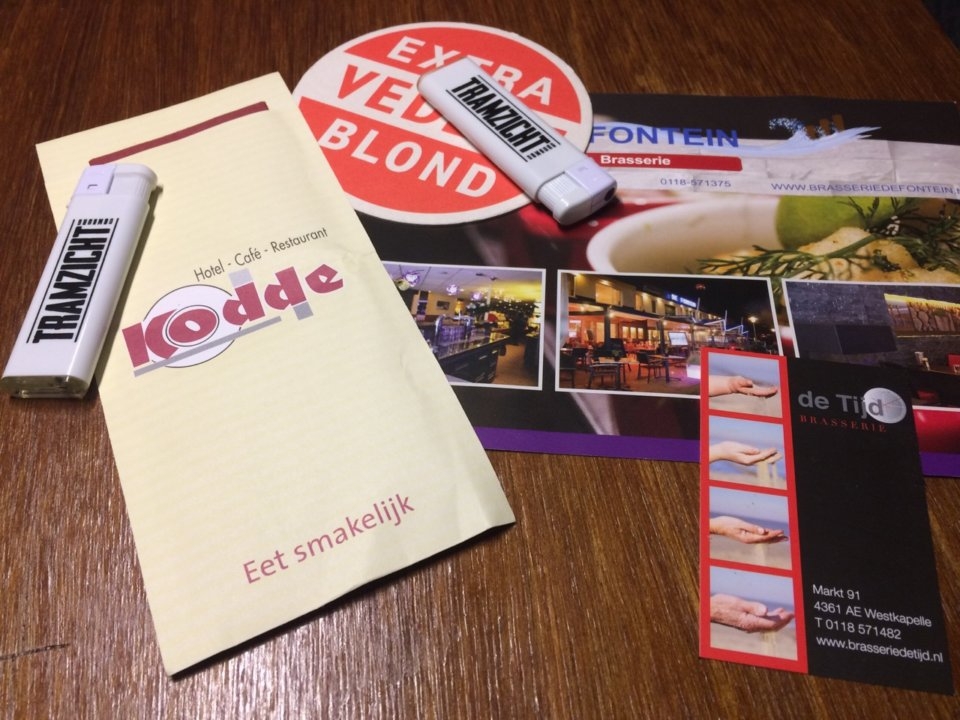 TRAMZICHT
Hotel - Café - Restaurant
Kodde
Eet smakelijk
EXTRA
BLOND
TRAMZICHT
FONTEIN
Brasserie
0118-571375
WWW.BRASSERIEDEFONTEIN.
de Tijd
BRASSERIE
Markt 91
4361 AE Westkapelle
T 0118 571482
www.brasseriedetijd.nl